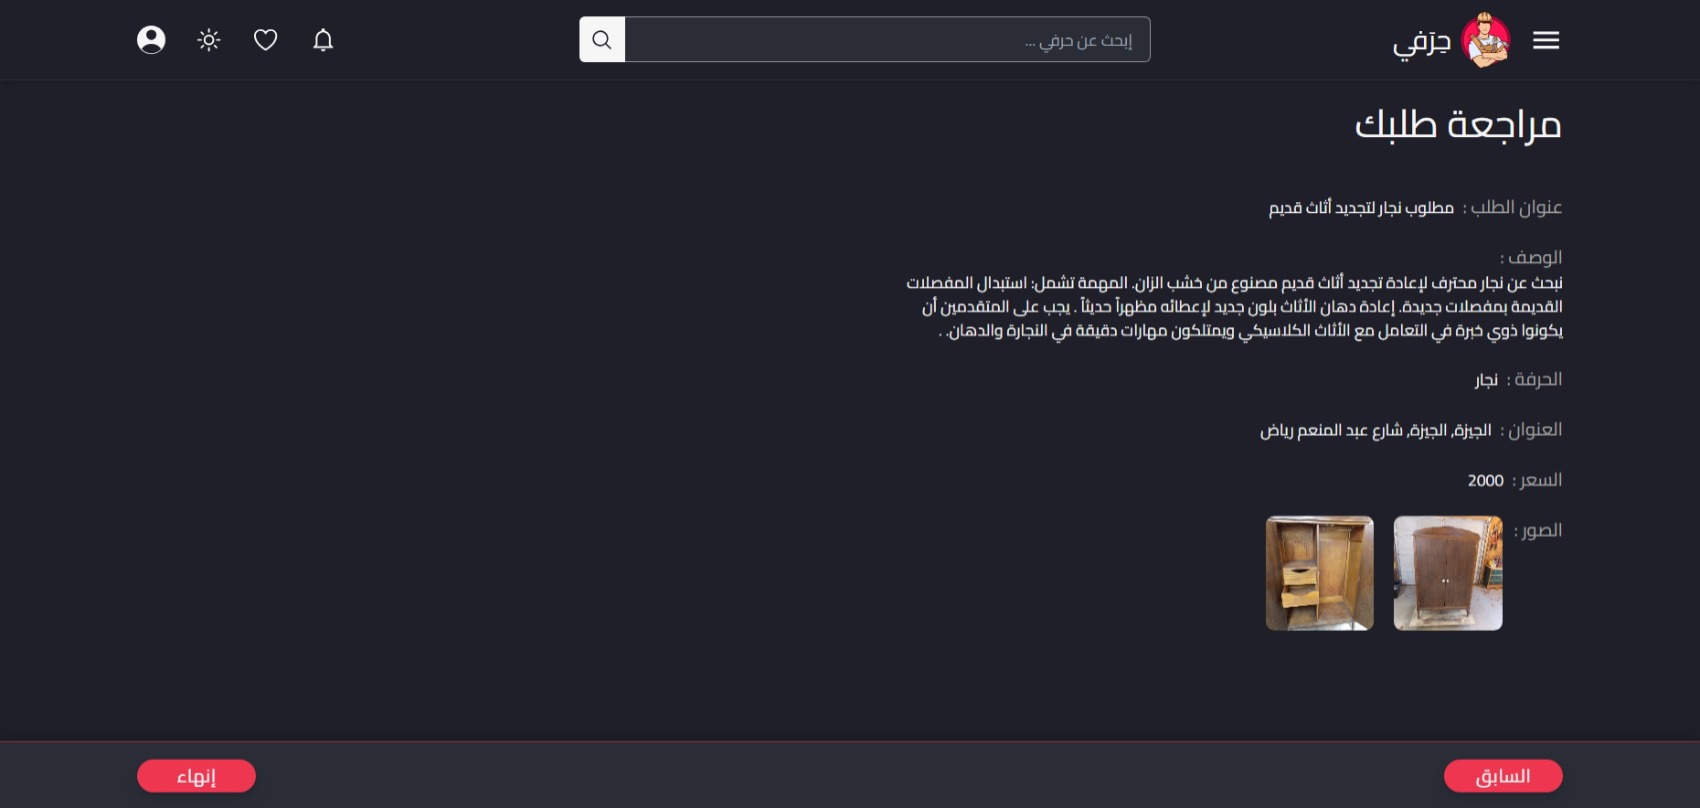 حِرَفي
إبحث عن حرفي ...
مراجعة طلبك
عنوان الطلب : مطلوب نجار لتجديد أثاث قديم
الوصف :
نبحث عن نجار محترف لإعادة تجديد أثاث قديم مصنوع من خشب الزان. المهمة تشمل: استبدال المفصلات
القديمة بمفصلات جديدة. إعادة دهان الأثاث بلون جديد لإعطائه مظهراً حديثاً . يجب على المتقدمين أن
يكونوا ذوي خبرة في التعامل مع الأثاث الكلاسيكي ويمتلكون مهارات دقيقة في النجارة والدهان. .
الحرفة : نجار
العنوان : الجيزة, الجيزة, شارع عبد المنعم رياض
السعر : 2000
الصور :
السابق
إنهاء